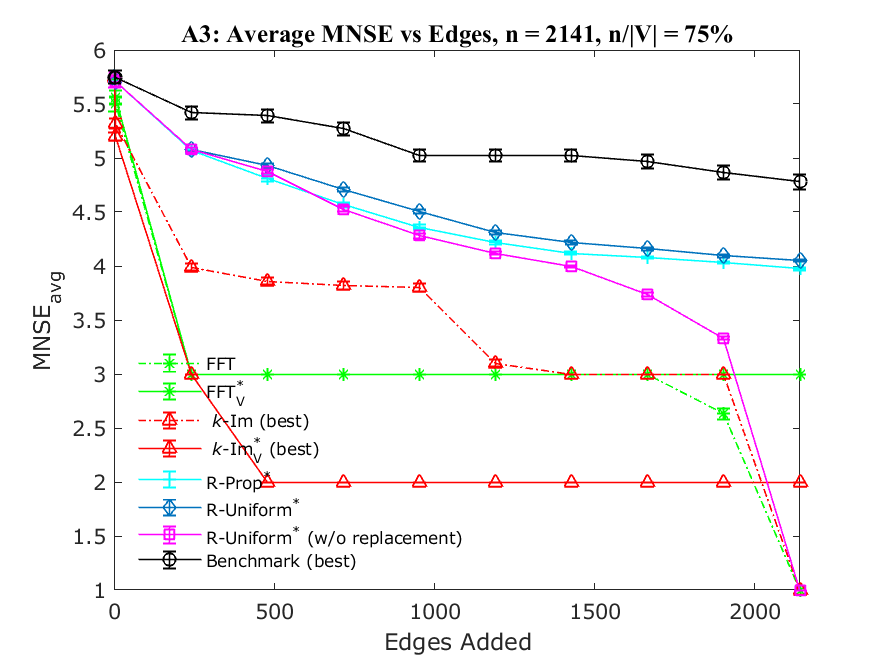 A3: Average MNSE vs Edges, n = 2141, n/|V| = 75%
MNSE_avg
6
5.5
5
4.5
4
3.5
3
2.5
2
1.5
1
FFT
FFT*_V
k-Im (best)
k-Im*_V (best)
R-Prop*
R-Uniform*
R-Uniform* (w/o replacement)
Benchmark (best)
0 500 1000 1500 2000
Edges Added